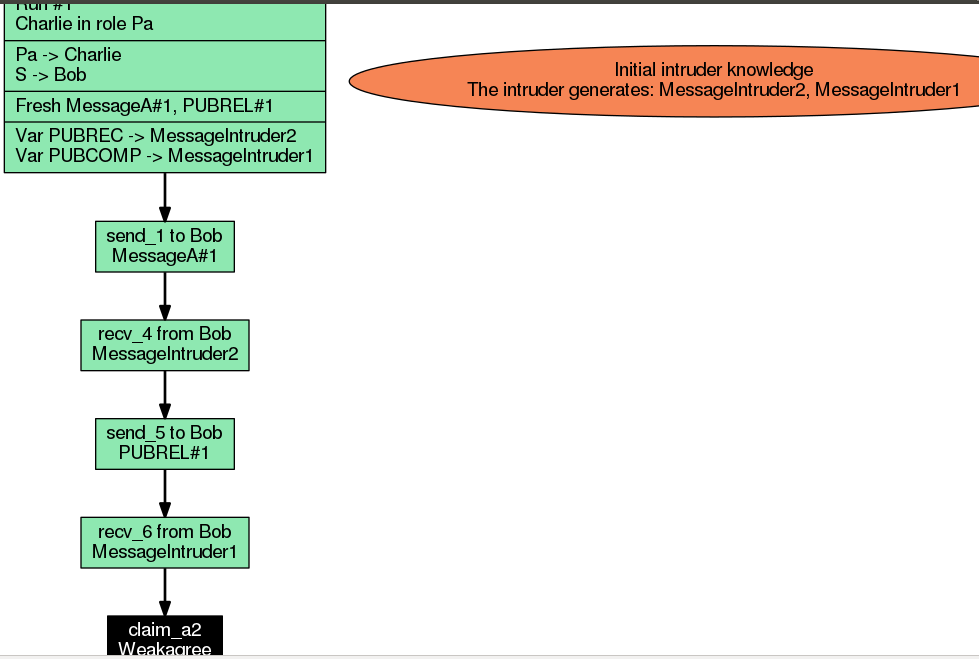 Run #1
Charlie in role Pa
Pa -> Charlie
S -> Bob
Fresh MessageA#1, PUBREL#1
Var PUBREC -> MessageIntruder2
Var PUBCOMP -> MessageIntruder1
Initial intruder knowledge
The intruder generates: MessageIntruder2, MessageIntruder1
send_1 to Bob
MessageA#1
recv_4 from Bob
MessageIntruder2
send_5 to Bob
PUBREL#1
recv_6 from Bob
MessageIntruder1
claim_a2
Weakagree